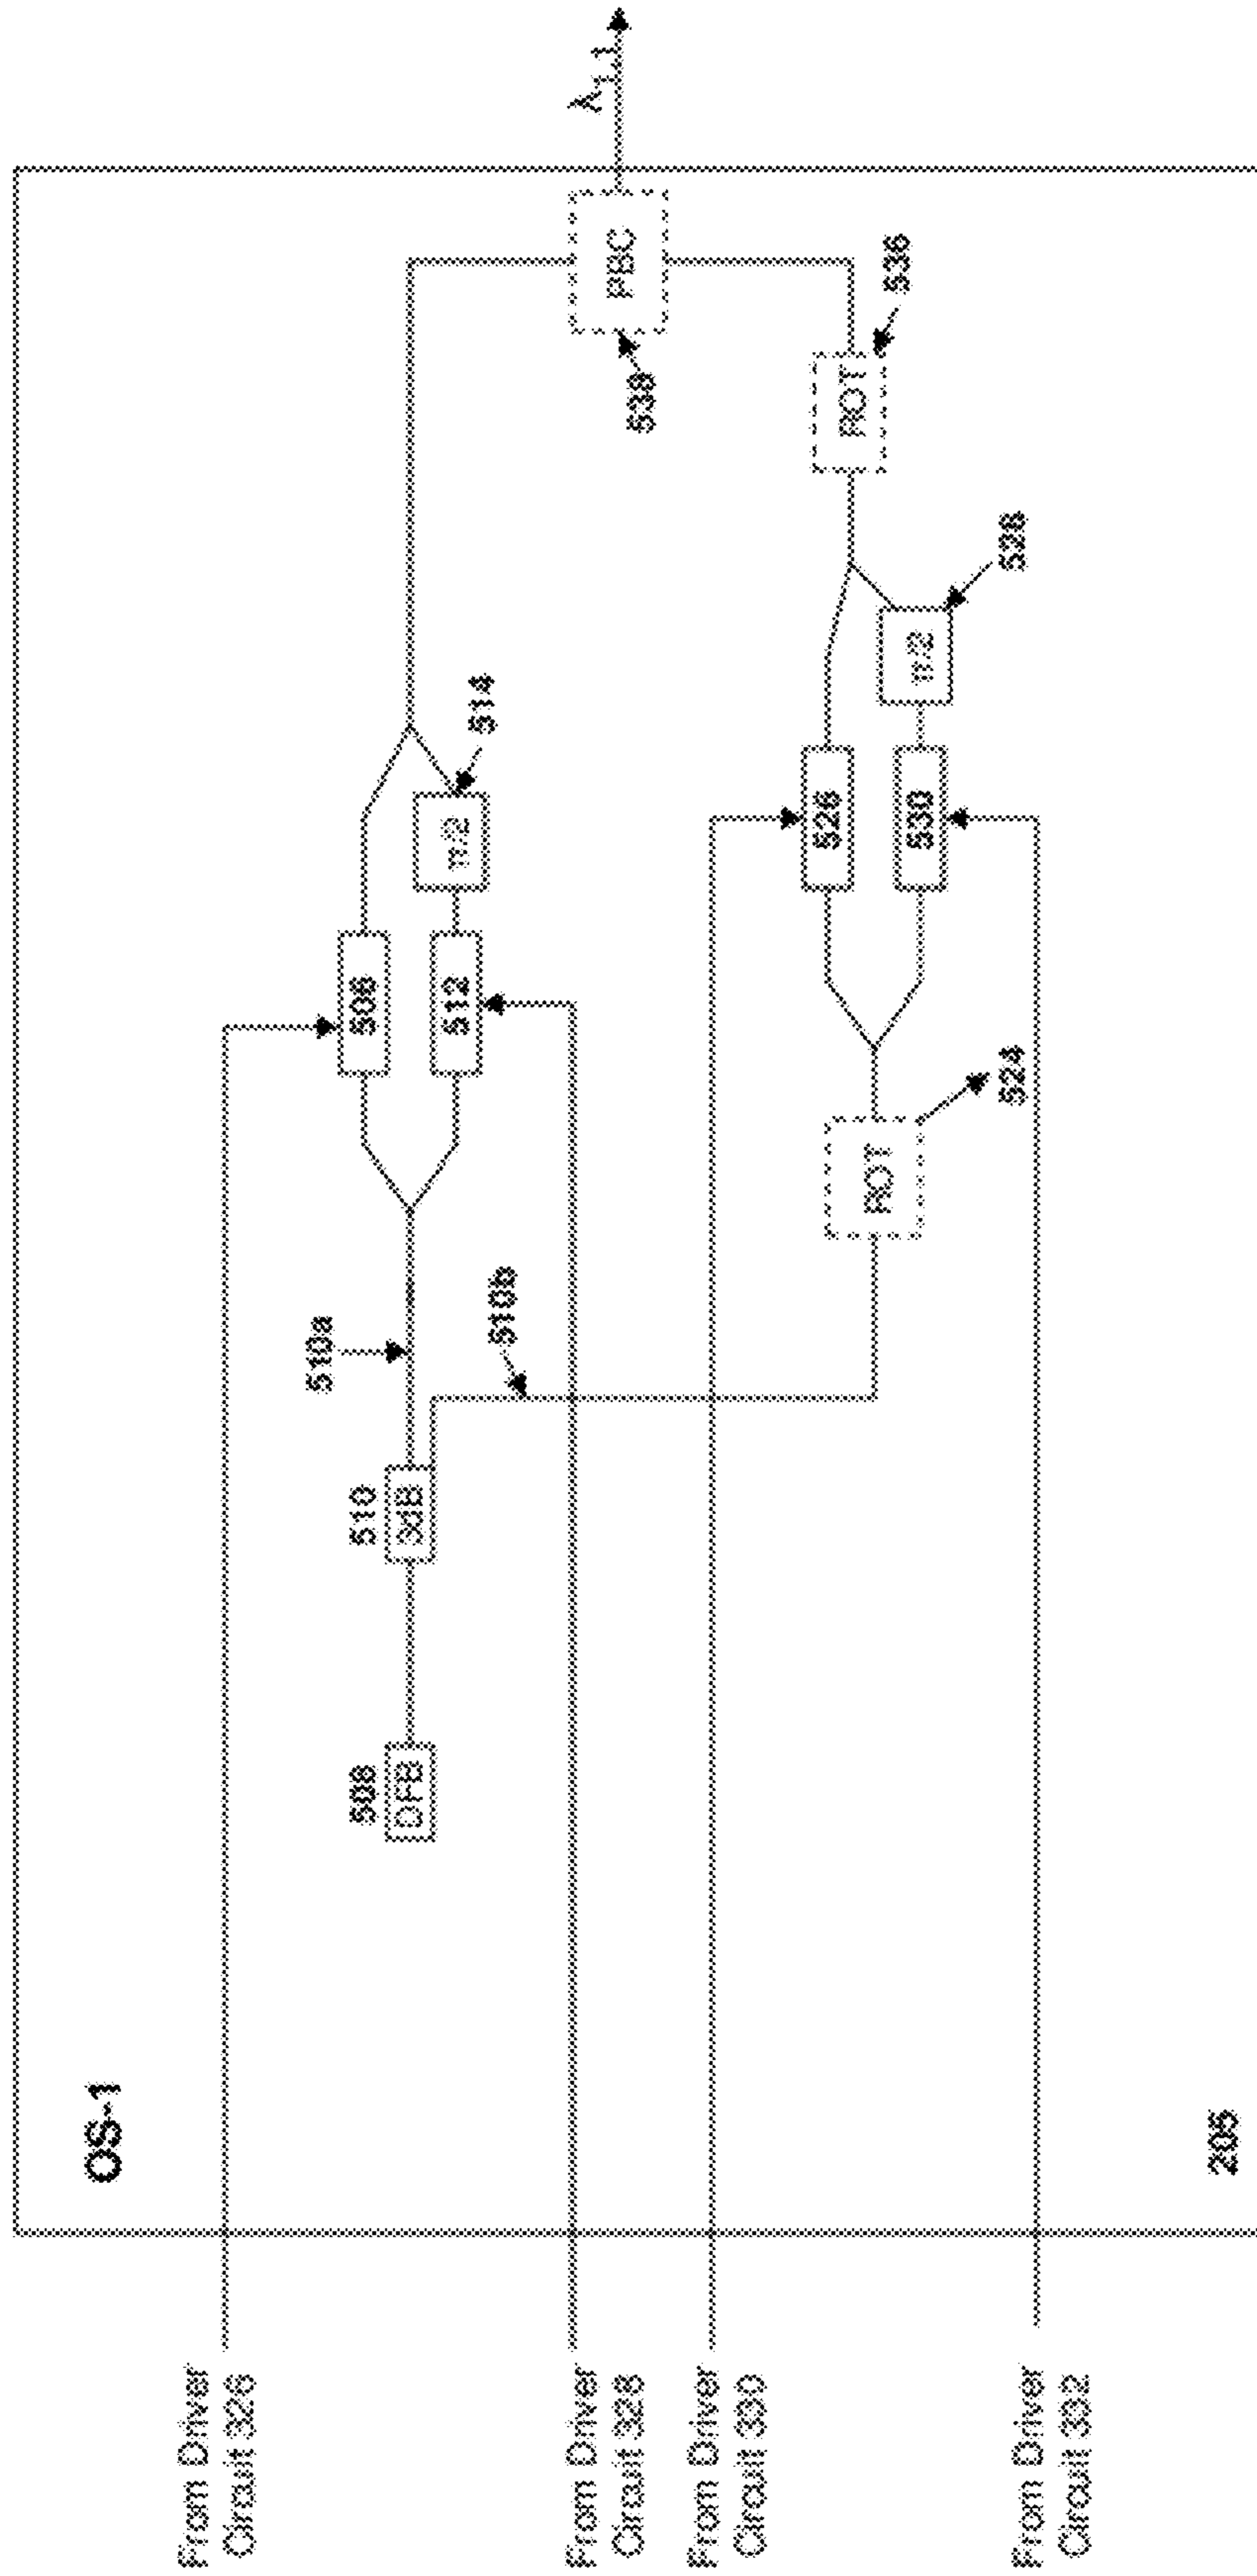 OS-1
From Driver
Circuit 326
508
DFB
510
3dB
510a
506
512
π/2
514
510b
From Driver
Circuit 328
PBC
538
λ1,1
From Driver
Circuit 330
ROT
524
526
530
π/2
528
ROT
536
From Driver
Circuit 332
205